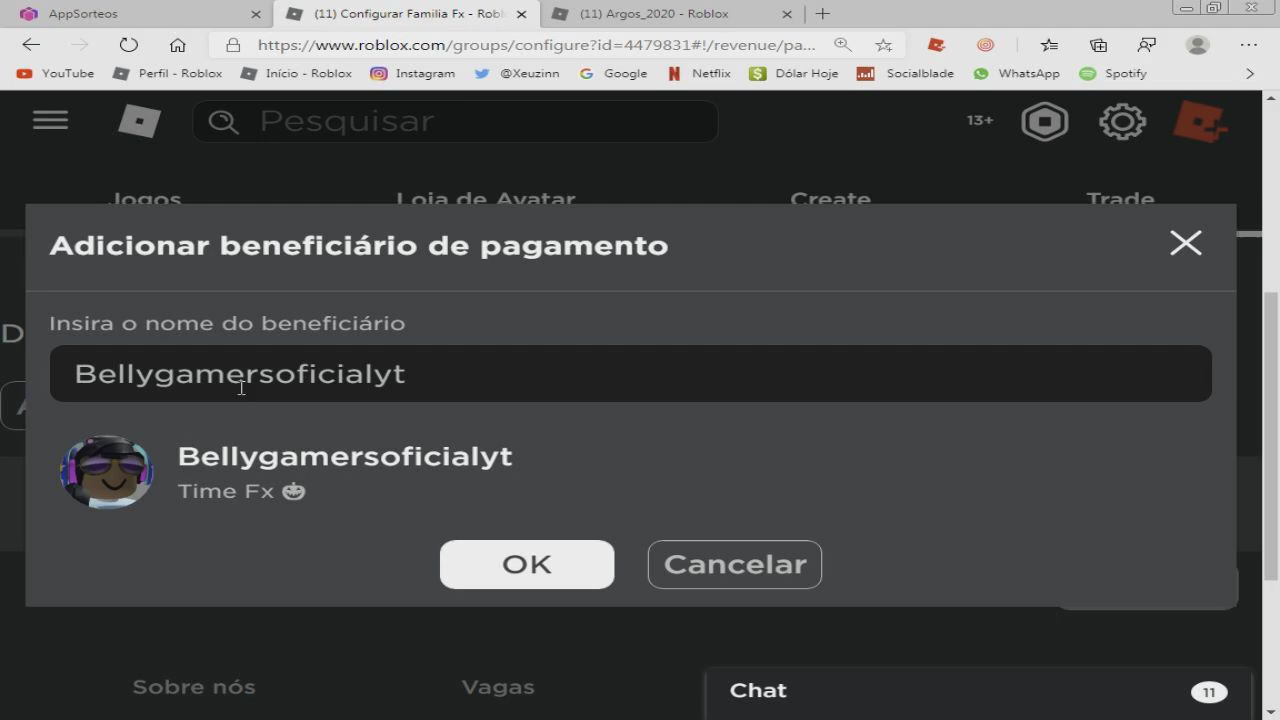 AppSorteos
(11) Configurar Familia Fx - Robl
(11) Argos_2020 - Roblox
https://www.roblox.com/groups/configure?id=4479831#!/revenue/pa...
YouTube
Perfil - Roblox
Início - Roblox
Instagram
@Xeuzinn
Google
Netflix
Dólar Hoje
Socialblade
WhatsApp
Spotify
Pesquisar
13+
Jogos
Loja de Avatar
Create
Trade
Adicionar beneficiário de pagamento
Insira o nome do beneficiário
Bellygamersoficialyt
Bellygamersoficialyt
Time Fx 🎃
OK
Cancelar
Sobre nós
Vagas
Chat
11